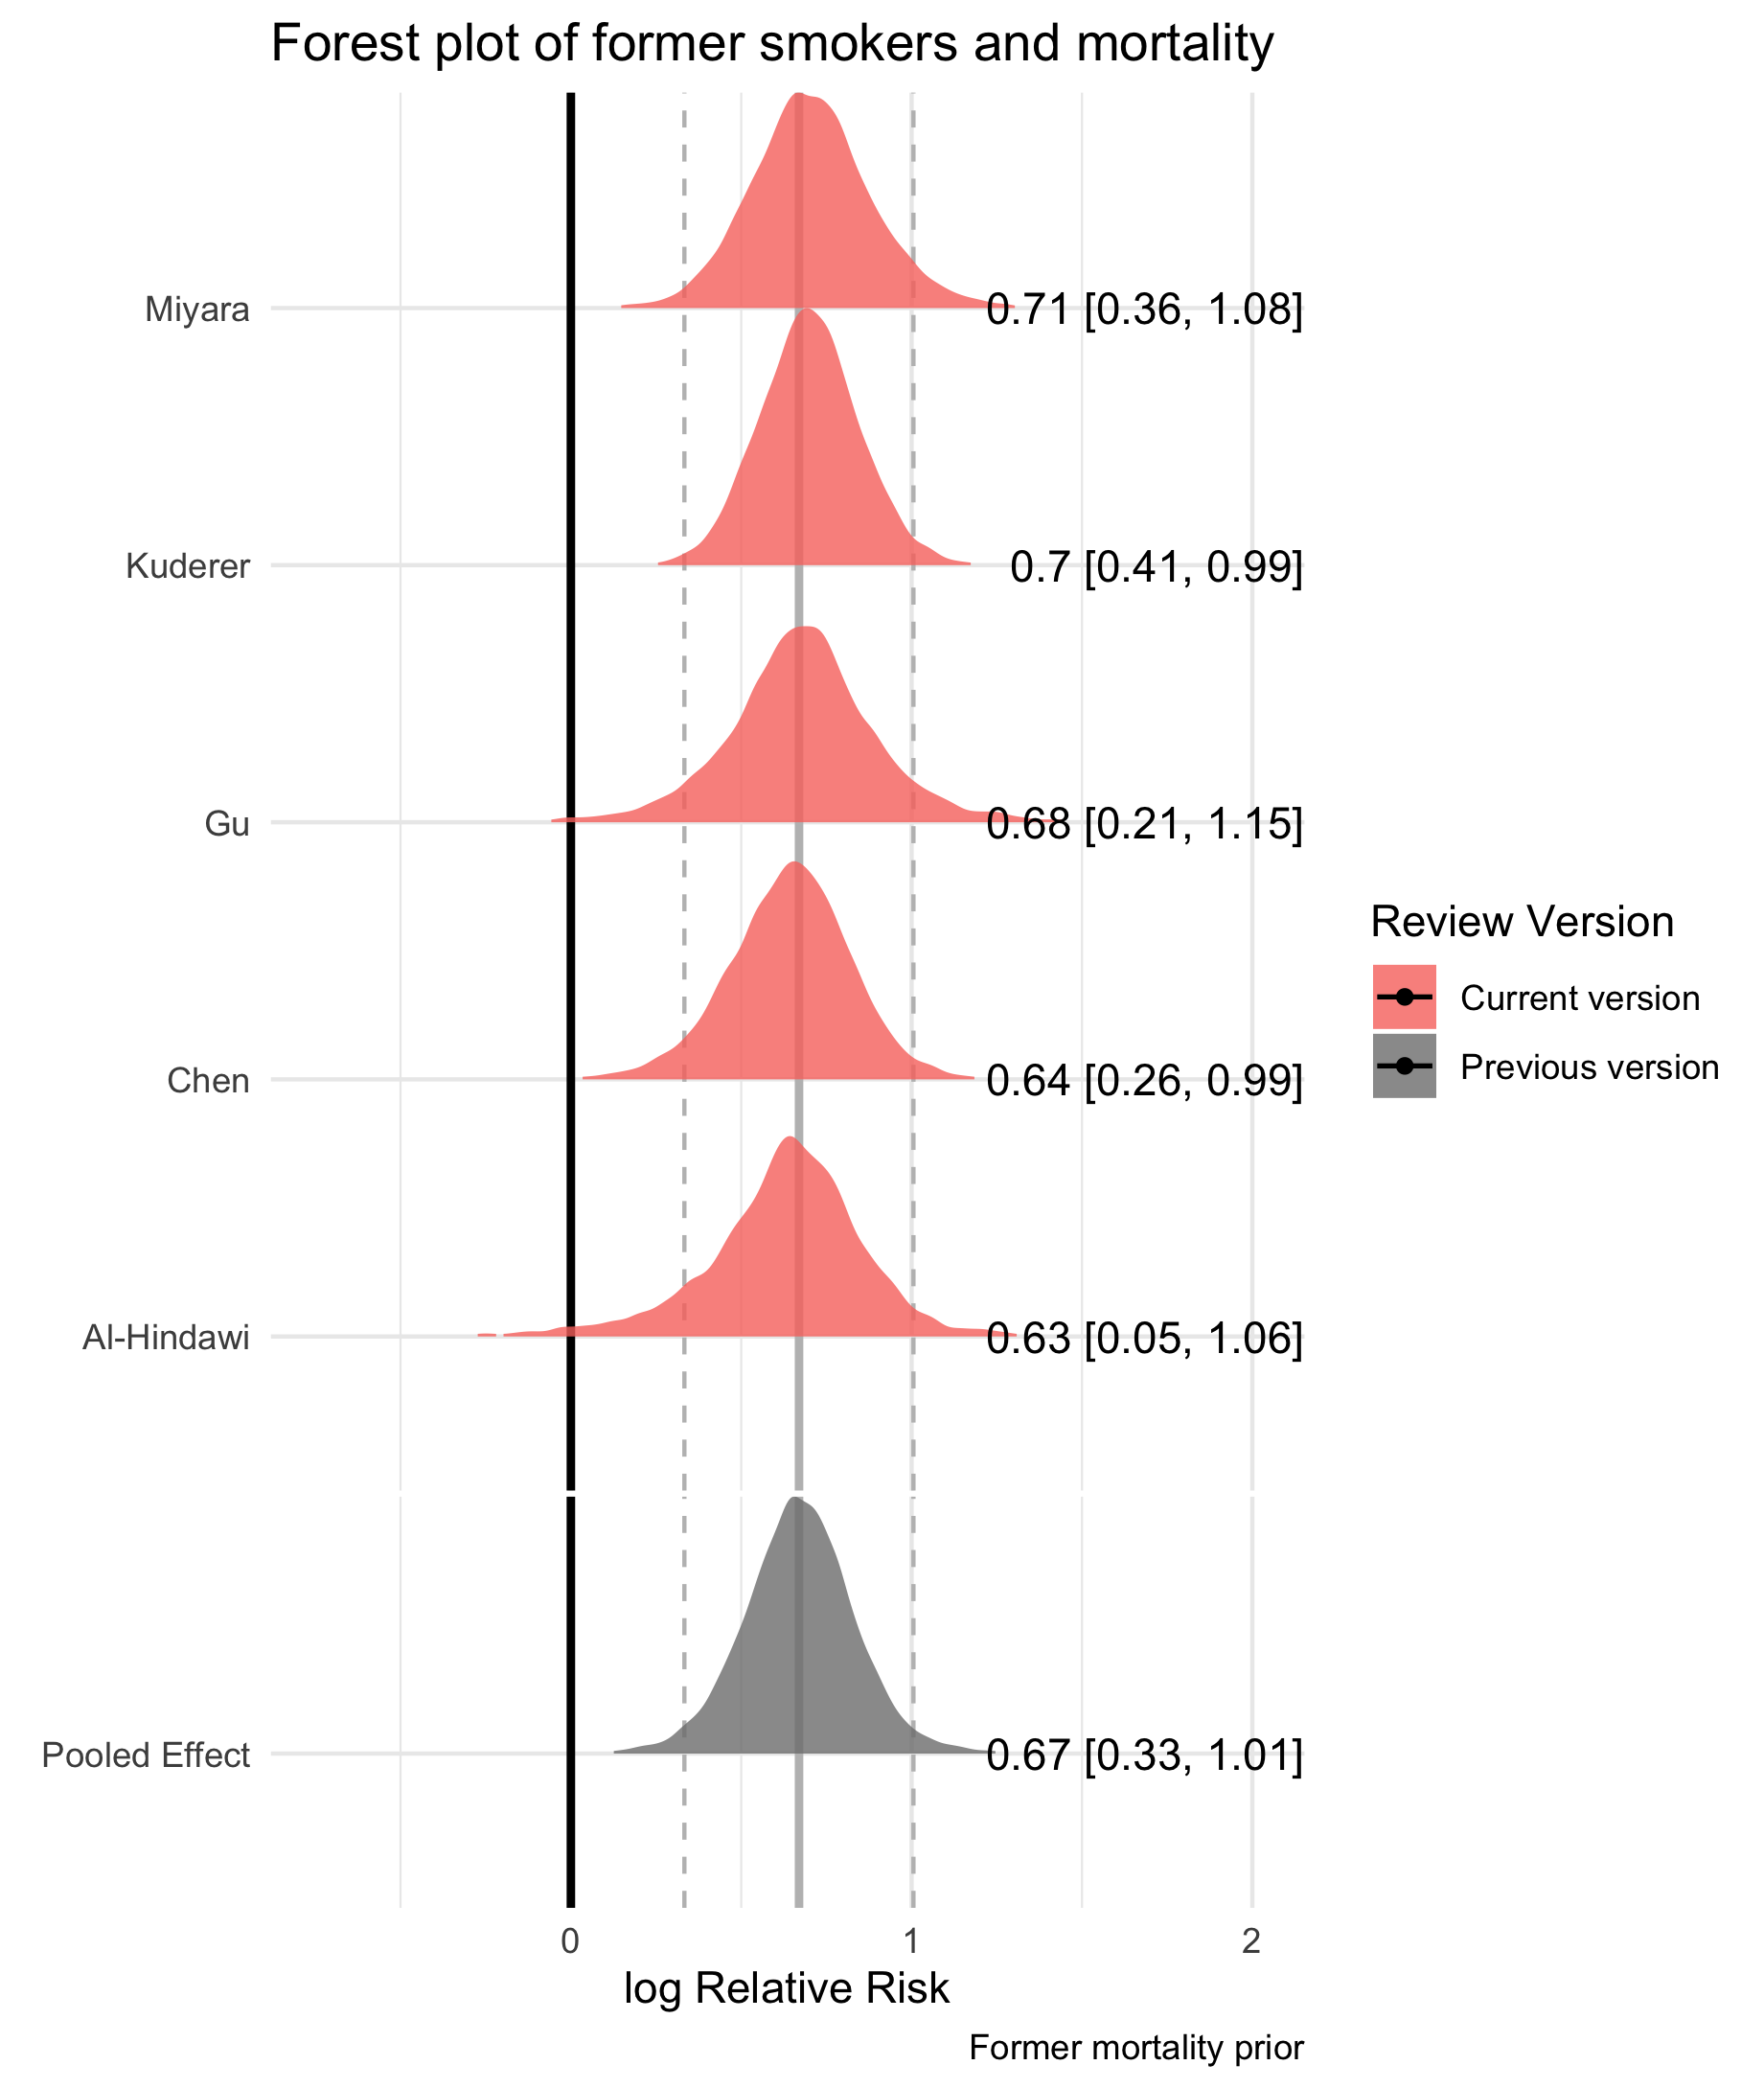 Forest plot of former smokers and mortality
Miyara
0.71 [0.36, 1.08]
Kuderer
0.7 [0.41, 0.99]
Gu
0.68 [0.21, 1.15]
Chen
0.64 [0.26, 0.99]
Al-Hindawi
0.63 [0.05, 1.06]
Pooled Effect
0.67 [0.33, 1.01]
0 1 2
log Relative Risk
Former mortality prior
Review Version
Current version
Previous version